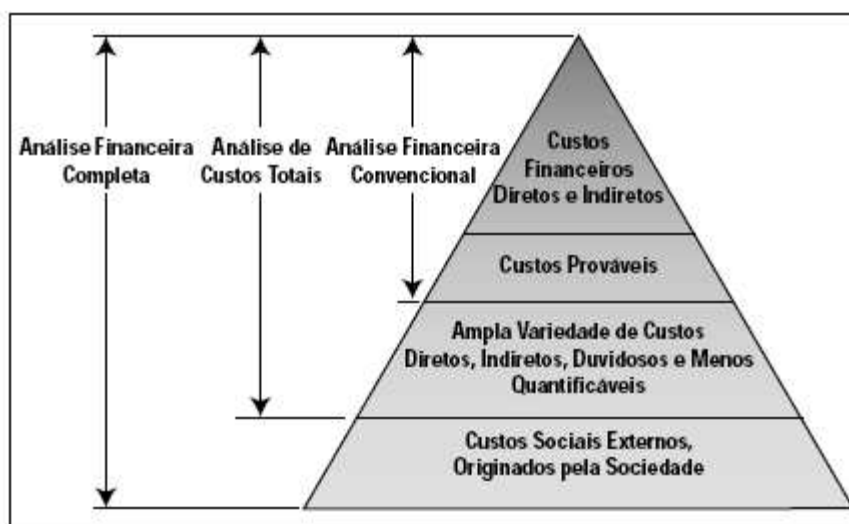 Análise Financeira
Completa
Análise de
Custos Totais
Análise Financeira
Convencional
Custos
Financeiros
Diretos e Indiretos
Custos Prováveis
Ampla Variedade de Custos
Diretos, Indiretos, Duvidosos e Menos
Quantificáveis
Custos Sociais Externos,
Originados pela Sociedade